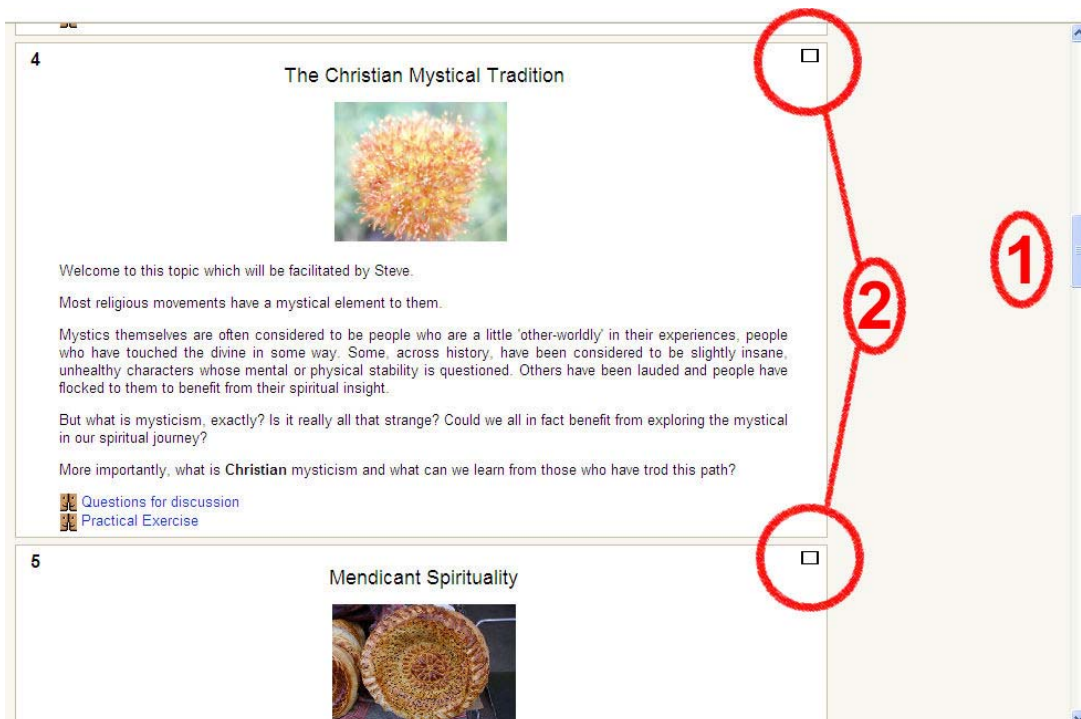 4
The Christian Mystical Tradition
Welcome to this topic which will be facilitated by Steve.
Most religious movements have a mystical element to them.
Mystics themselves are often considered to be people who are a little 'other-worldly' in their experiences, people
who have touched the divine in some way. Some, across history, have been considered to be slightly insane,
unhealthy characters whose mental or physical stability is questioned. Others have been lauded and people have
flocked to them to benefit from their spiritual insight.
But what is mysticism, exactly? Is it really all that strange? Could we all in fact benefit from exploring the mystical
in our spiritual journey?
More importantly, what is Christian mysticism and what can we learn from those who have trod this path?
Questions for discussion
Practical Exercise
5
Mendicant Spirituality
2
1